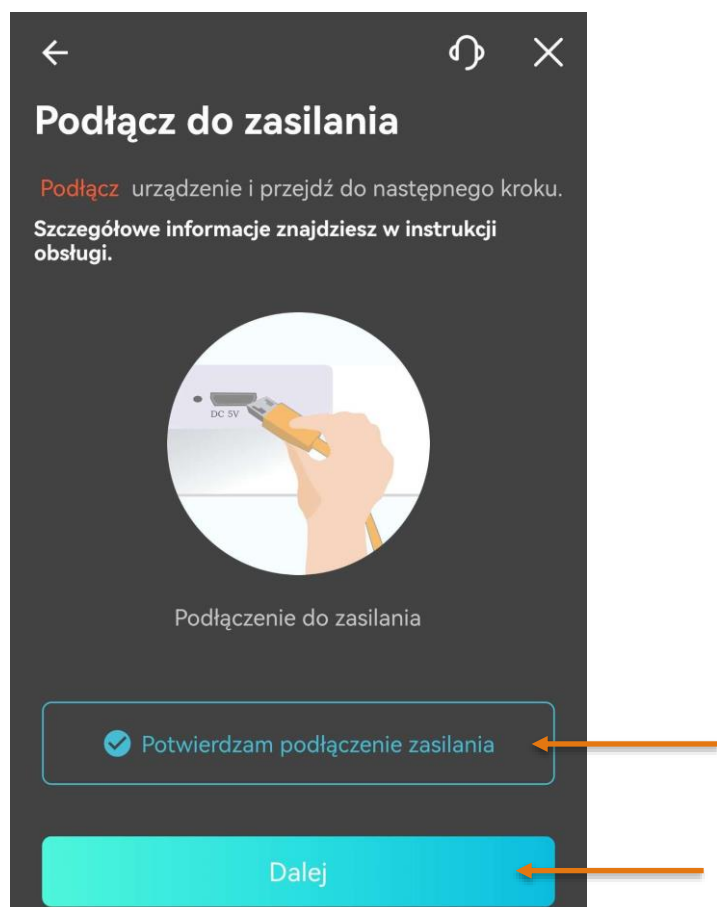 Podłącz do zasilania
Podłącz urządzenie i przejdź do następnego kroku.
Szczegółowe informacje znajdziesz w instrukcji
obsługi.
DC 5V
Podłączenie do zasilania
Potwierdzam podłączenie zasilania
Dalej